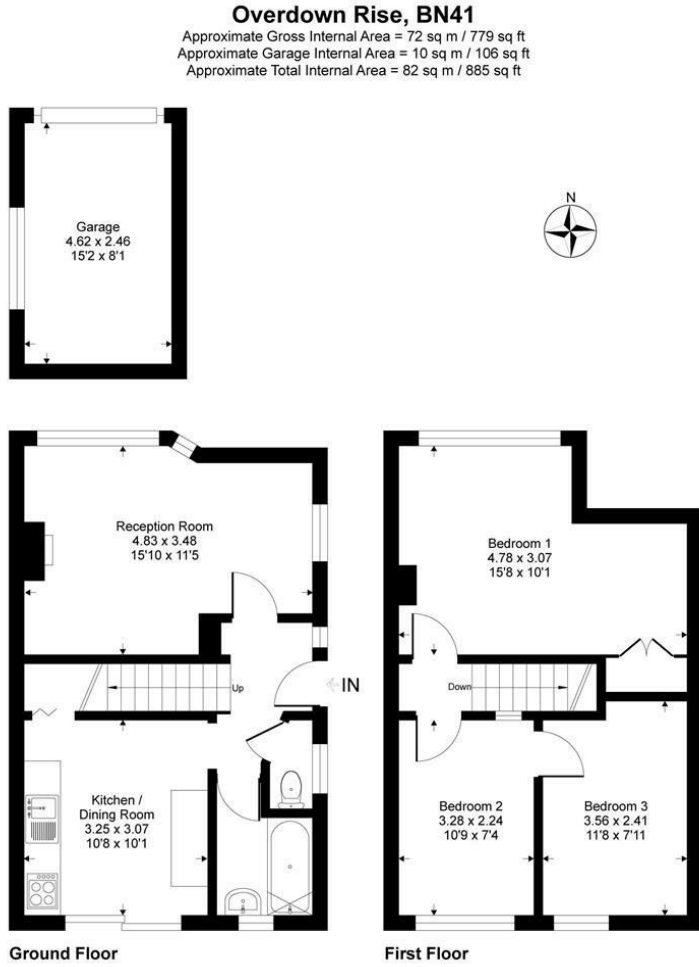 Overdown Rise, BN41
Approximate Gross Internal Area = 72 sq m / 779 sq ft
Approximate Garage Internal Area = 10 sq m / 106 sq ft
Approximate Total Internal Area = 82 sq m / 885 sq ft
Garage
4.62 x 2.46
15'2 x 8'1
N
Reception Room
4.83 x 3.48
15'10 x 11'5
Up
IN
Kitchen /
Dining Room
3.25 x 3.07
10'8 x 10'1
Ground Floor
Bedroom 1
4.78 x 3.07
15'8 x 10'1
Down
Bedroom 2
3.28 x 2.24
10'9 x 7'4
Bedroom 3
3.56 x 2.41
11'8 x 7'11
First Floor